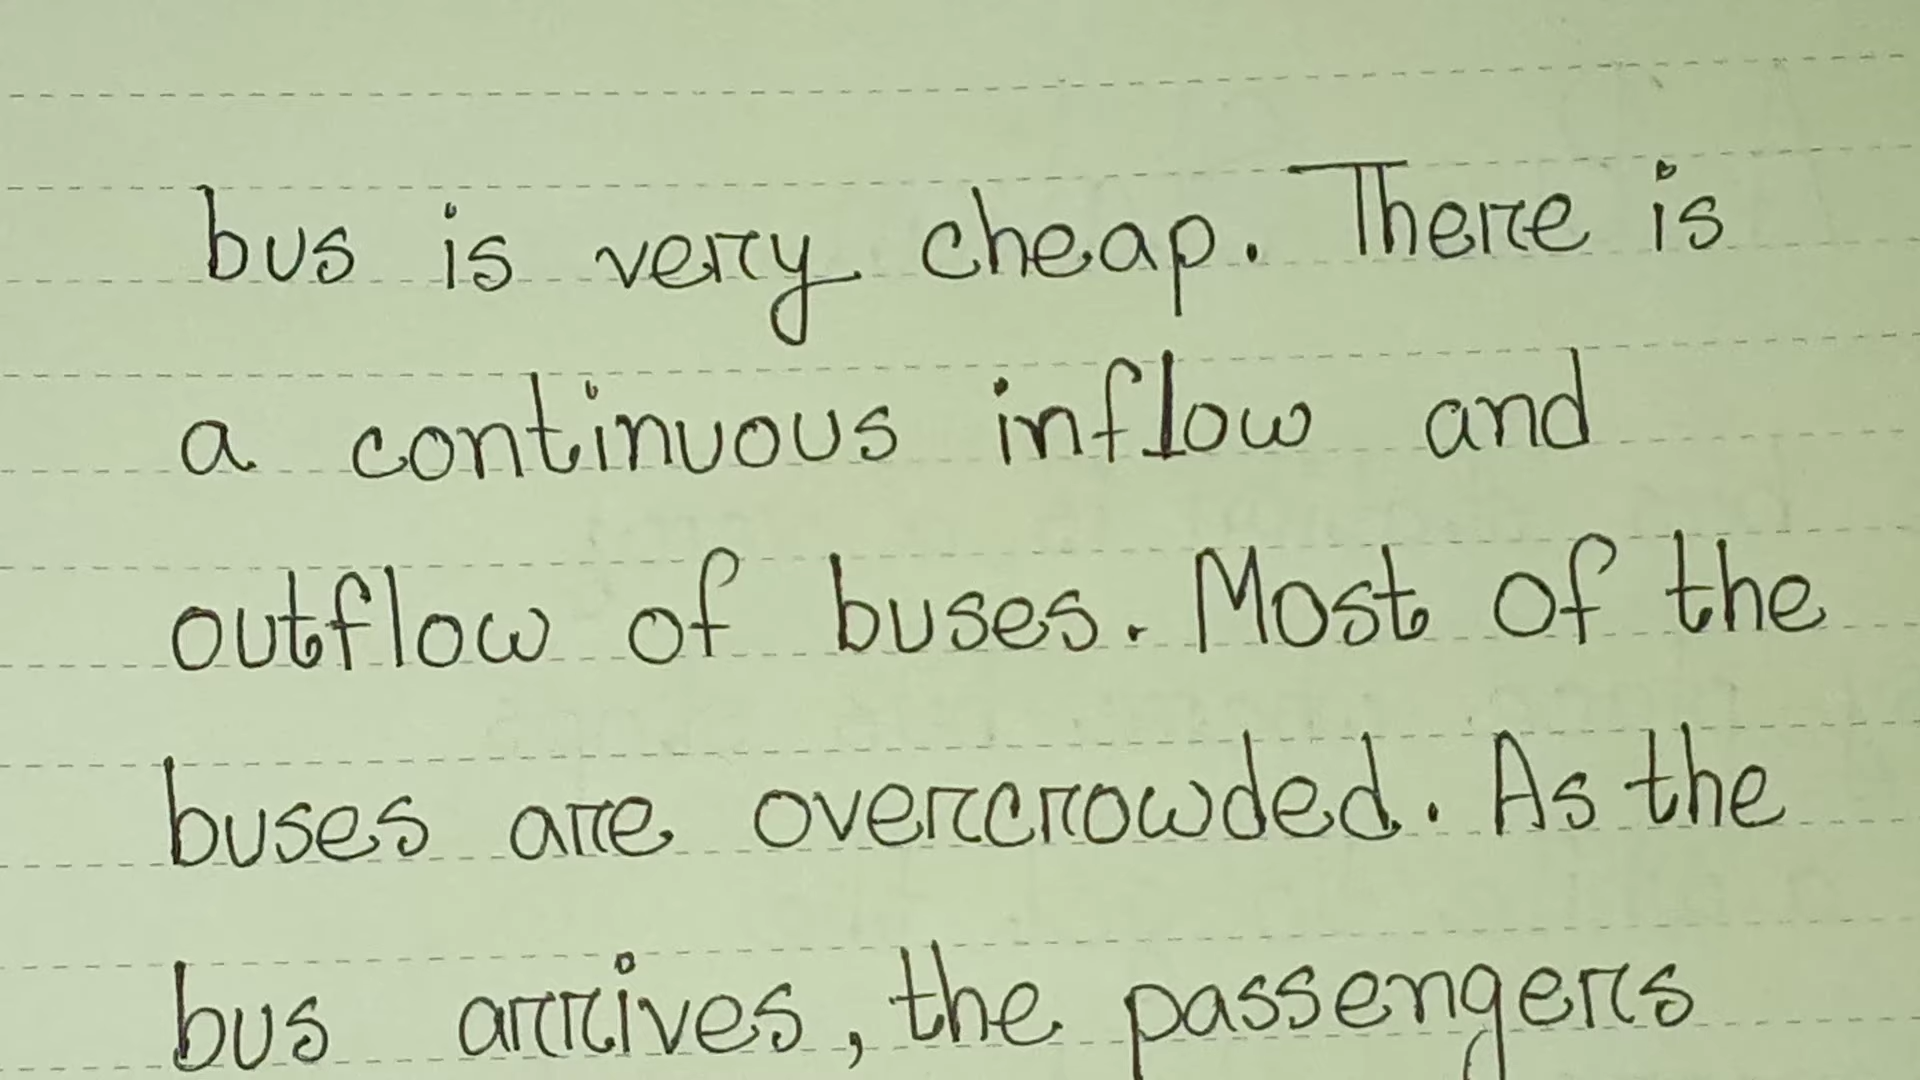 bus is very cheap. There is
a continuous inflow and
outflow of buses. Most of the
buses are overcrowded. As the
bus arrives, the passengers